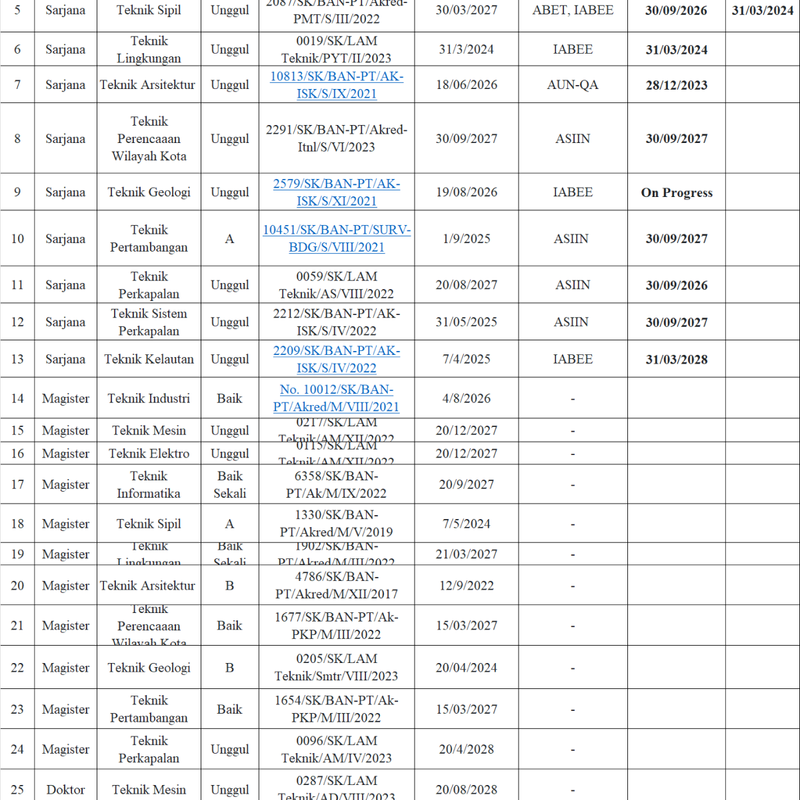 5 Sarjana Teknik Sipil Unggul 2087/SK/BAN-PT/Akred-
PMT/S/III/2022 30/03/2027 ABET, IABEE 30/09/2026 31/03/2024
6 Sarjana Teknik
Lingkungan Unggul 0019/SK/LAM
Teknik/PYT/II/2023 31/3/2024 IABEE 31/03/2024
7 Sarjana Teknik Arsitektur Unggul 10813/SK/BAN-PT/AK-
ISK/S/IX/2021 18/06/2026 AUN-QA 28/12/2023
8 Sarjana Teknik
Perencaaan
Wilayah Kota Unggul 2291/SK/BAN-PT/Akred-
Itnl/S/VI/2023 30/09/2027 ASIIN 30/09/2027
9 Sarjana Teknik Geologi Unggul 2579/SK/BAN-PT/AK-
ISK/S/XI/2021 19/08/2026 IABEE On Progress
10 Sarjana Teknik
Pertambangan A 10451/SK/BAN-PT/SURV-
BDG/S/VIII/2021 1/9/2025 ASIIN 30/09/2027
11 Sarjana Teknik
Perkapalan Unggul 0059/SK/LAM
Teknik/AS/VIII/2022 20/08/2027 ASIIN 30/09/2026
12 Sarjana Teknik Sistem
Perkapalan Unggul 2212/SK/BAN-PT/AK-
ISK/S/IV/2022 31/05/2025 ASIIN 30/09/2027
13 Sarjana Teknik Kelautan Unggul 2209/SK/BAN-PT/AK-
ISK/S/IV/2022 7/4/2025 IABEE 31/03/2028
14 Magister Teknik Industri Baik No. 10012/SK/BAN-
PT/Akred/M/VIII/2021 4/8/2026 -
15 Magister Teknik Mesin Unggul 0217/SK/LAM
Teknik/AM/XII/2022 20/12/2027 -
16 Magister Teknik Elektro Unggul 0115/SK/LAM
Teknik/AM/XII/2022 20/12/2027 -
17 Magister Teknik
Informatika Baik
Sekali 6358/SK/BAN-
PT/Ak/M/IX/2022 20/9/2027 -
18 Magister Teknik Sipil A 1330/SK/BAN-
PT/Akred/M/V/2019 7/5/2024 -
19 Magister Teknik
Lingkungan Baik
Sekali 1902/SK/BAN-
PT/Akred/M/III/2022 21/03/2027 -
20 Magister Teknik Arsitektur B 4786/SK/BAN-
PT/Akred/M/XII/2017 12/9/2022 -
21 Magister Teknik
Perencaaan
Wilayah Kota Baik 1677/SK/BAN-PT/Ak-
PKP/M/III/2022 15/03/2027 -
22 Magister Teknik Geologi B 0205/SK/LAM
Teknik/Smtr/VIII/2023 20/04/2024 -
23 Magister Teknik
Pertambangan Baik 1654/SK/BAN-PT/Ak-
PKP/M/III/2022 15/03/2027 -
24 Magister Teknik
Perkapalan Unggul 0096/SK/LAM
Teknik/AM/IV/2023 20/4/2028 -
25 Doktor Teknik Mesin Unggul 0287/SK/LAM
Teknik/AD/VIII/2023 20/08/2028 -